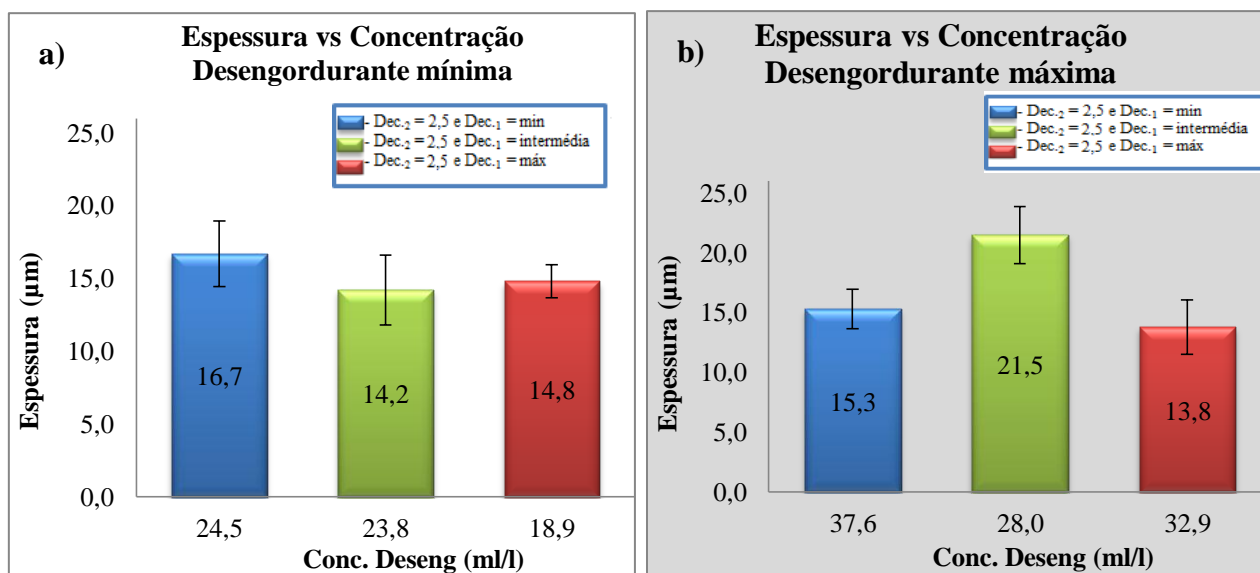 a)
Espessura vs Concentração
Desengordurante mínima
- Dec.₂ = 2,5 e Dec.₁ = min
- Dec.₂ = 2,5 e Dec.₁ = intermédia
- Dec.₂ = 2,5 e Dec.₁ = máx
Espessura (µm)
25,0
20,0
15,0
10,0
5,0
0,0
16,7
14,2
14,8
24,5
23,8
18,9
Conc. Deseng (ml/l)
b)
Espessura vs Concentração
Desengordurante máxima
- Dec.₂ = 2,5 e Dec.₁ = min
- Dec.₂ = 2,5 e Dec.₁ = intermédia
- Dec.₂ = 2,5 e Dec.₁ = máx
Espessura (µm)
25,0
20,0
15,0
10,0
5,0
0,0
15,3
21,5
13,8
37,6
28,0
32,9
Conc. Deseng (ml/l)